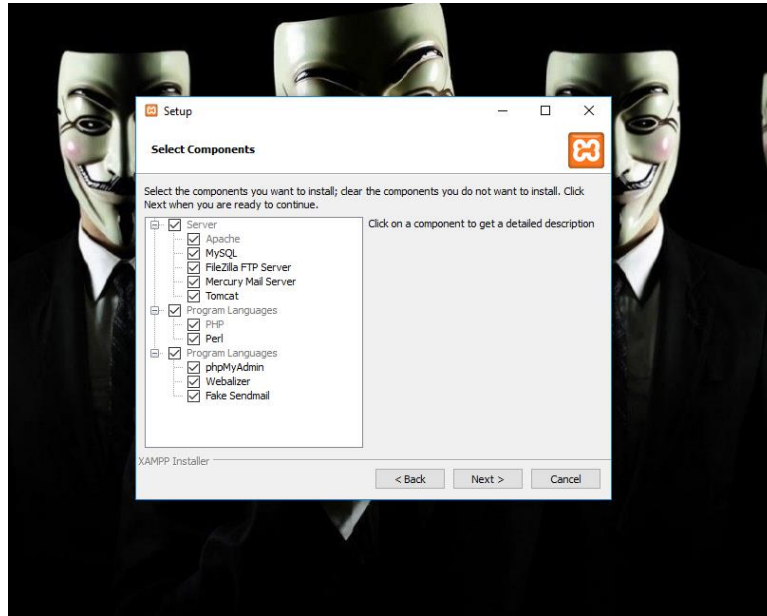 Setup
Select Components
Select the components you want to install; clear the components you do not want to install. Click
Next when you are ready to continue.
Server
Apache
MySQL
FileZilla FTP Server
Mercury Mail Server
Tomcat
Program Languages
PHP
Perl
Program Languages
phpMyAdmin
Webalizer
Fake Sendmail
Click on a component to get a detailed description
XAMPP Installer
< Back
Next >
Cancel